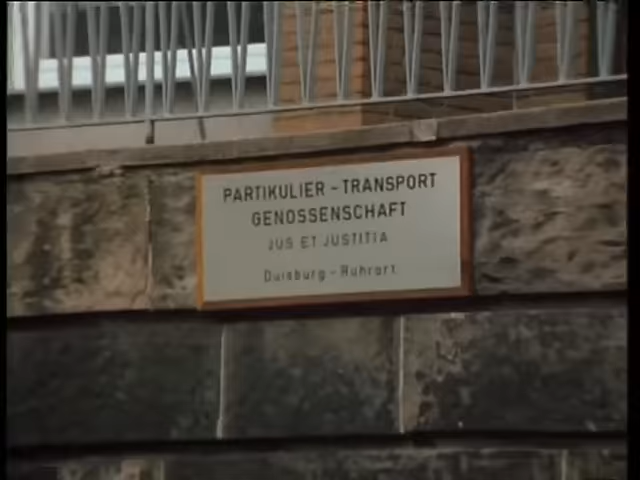 PARTIKULIER - TRANSPORT
GENOSSENSCHAFT
JUS ET JUSTITIA
Duisburg - Ruhrort